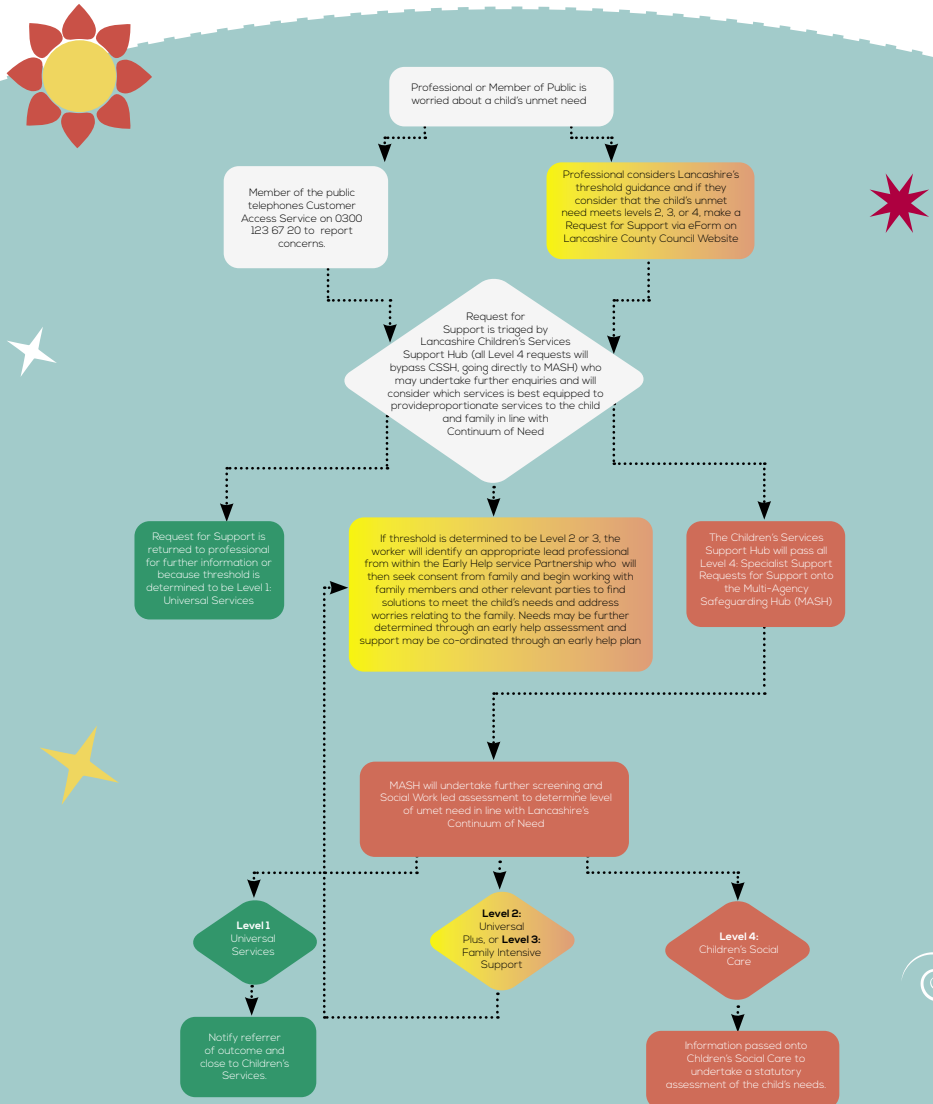 Professional or Member of Public is
worried about a child's unmet need
Member of the public
telephones Customer
Access Service on 0300
123 67 20 to report
concerns.
Professional considers Lancashire's
threshold guidance and if they
consider that the child's unmet
need meets levels 2, 3, or 4, make a
Request for Support via eForm on
Lancashire County Council Website
Request for
Support is triaged by
Lancashire Children's Services
Support Hub (all Level 4 requests will
bypass CSSH, going directly to MASH) who
may undertake further enquiries and will
consider which services is best equipped to
provideproportionate services to the child
and family in line with
Continuum of Need
Request for Support is
returned to professional
for further information or
because threshold is
determined to be Level 1:
Universal Services
If threshold is determined to be Level 2 or 3, the
worker will identify an appropriate lead professional
from within the Early Help service Partnership who will
then seek consent from family and begin working with
family members and other relevant parties to find
solutions to meet the child's needs and address
worries relating to the family. Needs may be further
determined through an early help assessment and
support may be co-ordinated through an early help plan
The Children's Services
Support Hub will pass all
Level 4: Specialist Support
Requests for Support onto
the Multi-Agency
Safeguarding Hub (MASH)
MASH will undertake further screening and
Social Work led assessment to determine level
of umet need in line with Lancashire's
Continuum of Need
Level 1
Universal
Services
Level 2:
Universal
Plus, or Level 3:
Family Intensive
Support
Level 4:
Children's Social
Care
Notify referrer
of outcome and
close to Children's
Services.
Information passed onto
Chldren's Social Care to
undertake a statutory
assessment of the child's needs.